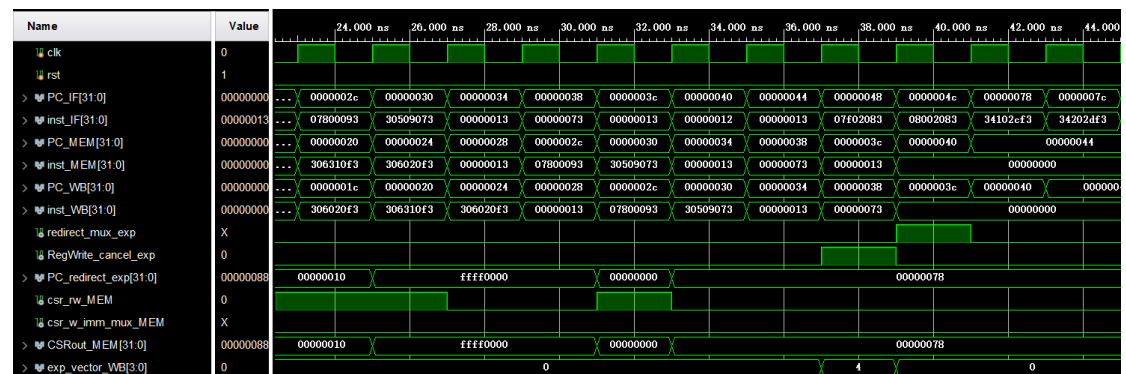 Name Value 24.000 ns 26.000 ns 28.000 ns 30.000 ns 32.000 ns 34.000 ns 36.000 ns 38.000 ns 40.000 ns 42.000 ns 44.000
clk 0
rst 1
> PC_IF[31:0] 00000000 ... 0000002c 00000030 00000034 00000038 0000003c 00000040 00000044 00000048 0000004c 00000078 0000007c
> inst_IF[31:0] 00000013 ... 07800093 30509073 00000013 00000073 00000013 00000012 00000013 07f02083 08002083 34102cf3 34202df3
> PC_MEM[31:0] 00000000 ... 00000020 00000024 00000028 0000002c 00000030 00000034 00000038 0000003c 00000040 00000044
> inst_MEM[31:0] 00000000 ... 306310f3 306020f3 00000013 07800093 30509073 00000013 00000073 00000013 00000000
> PC_WB[31:0] 00000000 ... 0000001c 00000020 00000024 00000028 0000002c 00000030 00000034 00000038 0000003c 00000040 000000
> inst_WB[31:0] 00000000 ... 306020f3 306310f3 306020f3 00000013 07800093 30509073 00000013 00000073 00000000
redirect_mux_exp X
RegWrite_cancel_exp 0
> PC_redirect_exp[31:0] 00000088 00000010 ffff0000 00000000 00000078
csr_rw_MEM 0
csr_w_imm_mux_MEM X
> CSRout_MEM[31:0] 00000088 00000010 ffff0000 00000000 00000078
> exp_vector_WB[3:0] 0 0 4 0